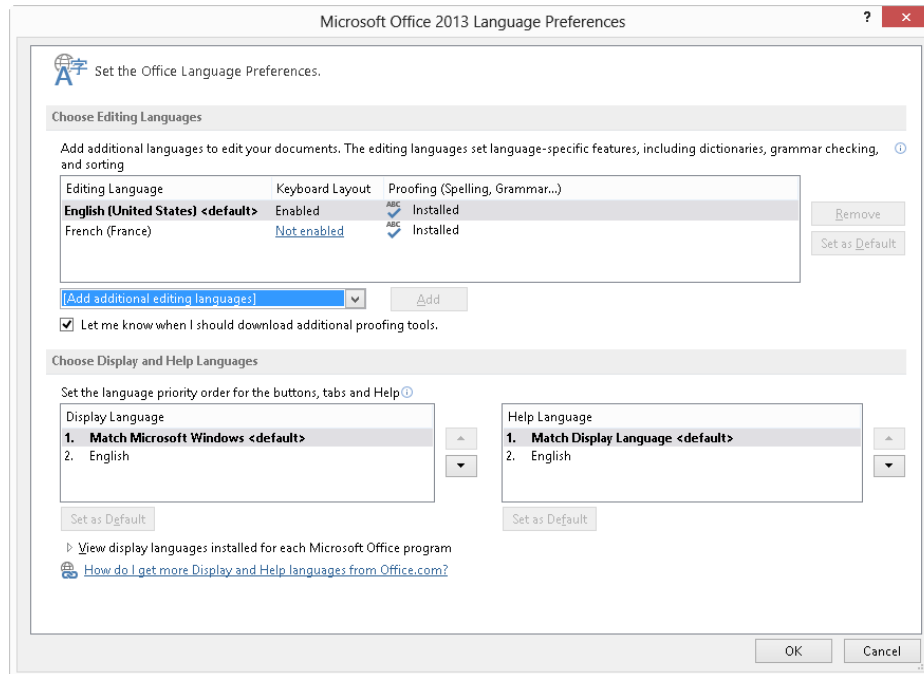 Microsoft Office 2013 Language Preferences
?
Set the Office Language Preferences.
Choose Editing Languages
Add additional languages to edit your documents. The editing languages set language-specific features, including dictionaries, grammar checking,
and sorting
Editing Language Keyboard Layout Proofing (Spelling, Grammar...)
English (United States) <default> Enabled ABC Installed
French (France) Not enabled ABC Installed
Remove
Set as Default
[Add additional editing languages] Add
Let me know when I should download additional proofing tools.
Choose Display and Help Languages
Set the language priority order for the buttons, tabs and Help
Display Language
1. Match Microsoft Windows <default>
2. English
Set as Default
Help Language
1. Match Display Language <default>
2. English
Set as Default
View display languages installed for each Microsoft Office program
How do I get more Display and Help languages from Office.com?
OK Cancel